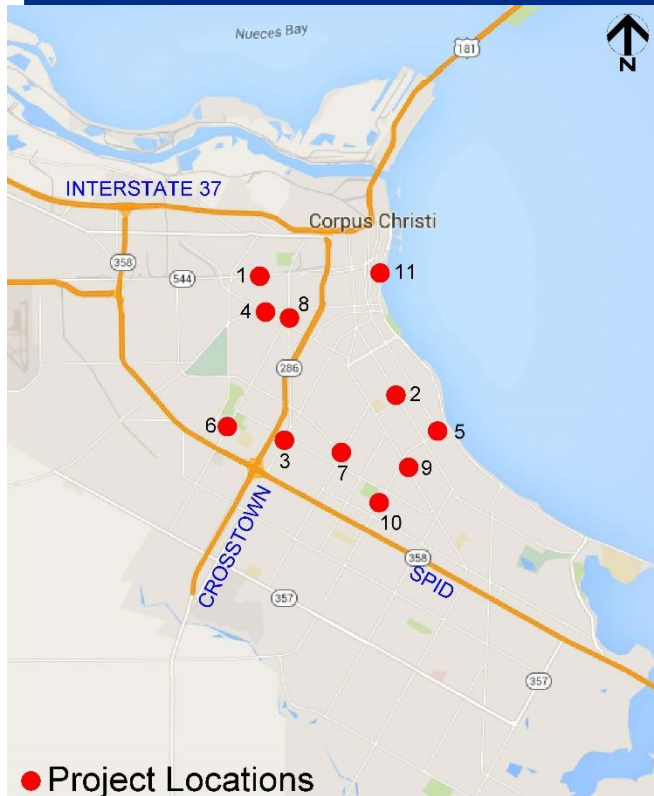 Nueces Bay
181
N
INTERSTATE 37
Corpus Christi
358
544
1
11
4
8
286
2
6
5
3
7
9
10
CROSSTOWN
358
SPID
357
357
Project Locations